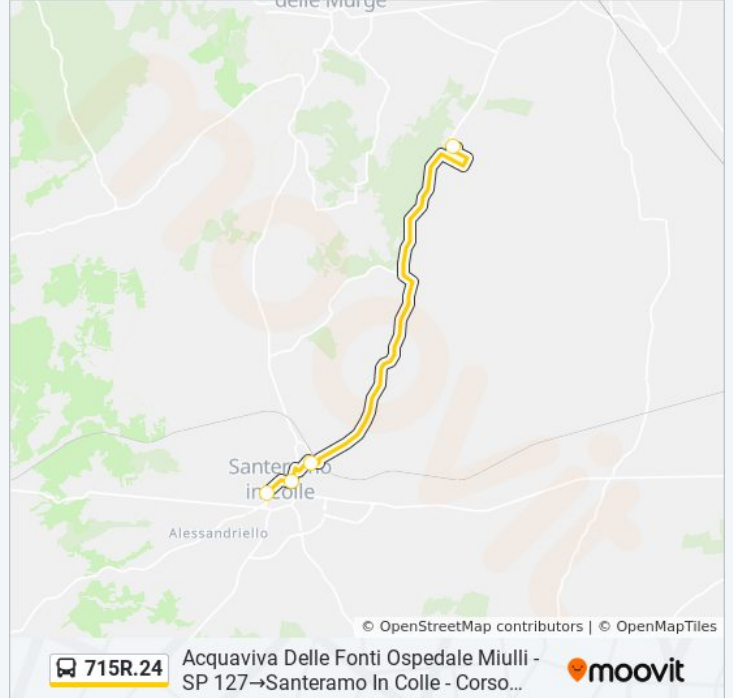 delle Murge
moovit
Santeramo
in Colle
Alessandriello
© OpenStreetMap contributors | © OpenMapTiles
715R.24
Acquaviva Delle Fonti Ospedale Miulli -
SP 127→Santeramo In Colle - Corso...
moovit